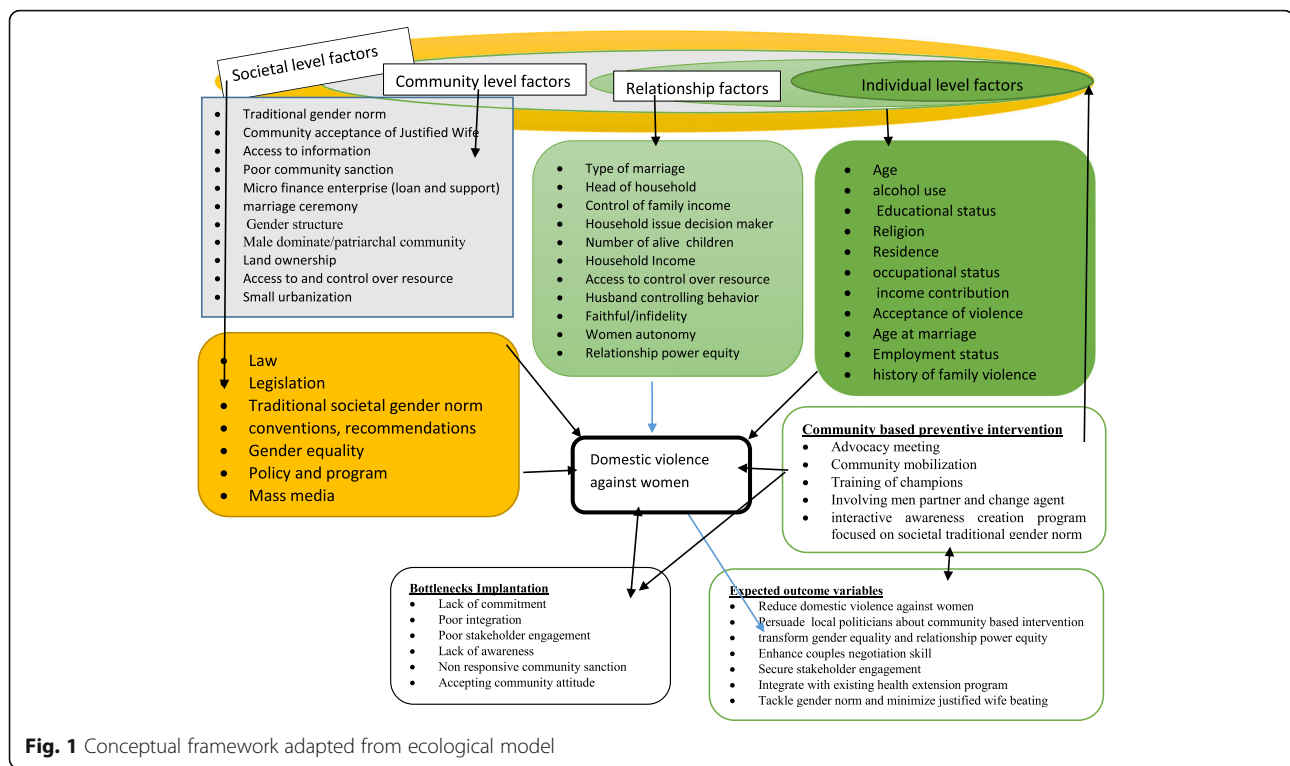 Societal level factors
Community level factors
Relationship factors
Individual level factors
• Traditional gender norm
• Community acceptance of Justified Wife
• Access to information
• Poor community sanction
• Micro finance enterprise (loan and support)
• marriage ceremony
• Gender structure
• Male dominate/patriarchal community
• Land ownership
• Access to and control over resource
• Small urbanization
• Type of marriage
• Head of household
• Control of family income
• Household issue decision maker
• Number of alive children
• Household Income
• Access to control over resource
• Husband controlling behavior
• Faithful/infidelity
• Women autonomy
• Relationship power equity
• Age
• alcohol use
• Educational status
• Religion
• Residence
• occupational status
• income contribution
• Acceptance of violence
• Age at marriage
• Employment status
• history of family violence
• Law
• Legislation
• Traditional societal gender norm
• conventions, recommendations
• Gender equality
• Policy and program
• Mass media
Domestic violence
against women
Community based preventive intervention
• Advocacy meeting
• Community mobilization
• Training of champions
• Involving men partner and change agent
• interactive awareness creation program
focused on societal traditional gender norm
Bottlenecks Implantation
• Lack of commitment
• Poor integration
• Poor stakeholder engagement
• Lack of awareness
• Non responsive community sanction
• Accepting community attitude
Expected outcome variables
• Reduce domestic violence against women
• Persuade local politicians about community based intervention
• transform gender equality and relationship power equity
• Enhance couples negotiation skill
• Secure stakeholder engagement
• Integrate with existing health extension program
• Tackle gender norm and minimize justified wife beating
Fig. 1 Conceptual framework adapted from ecological model